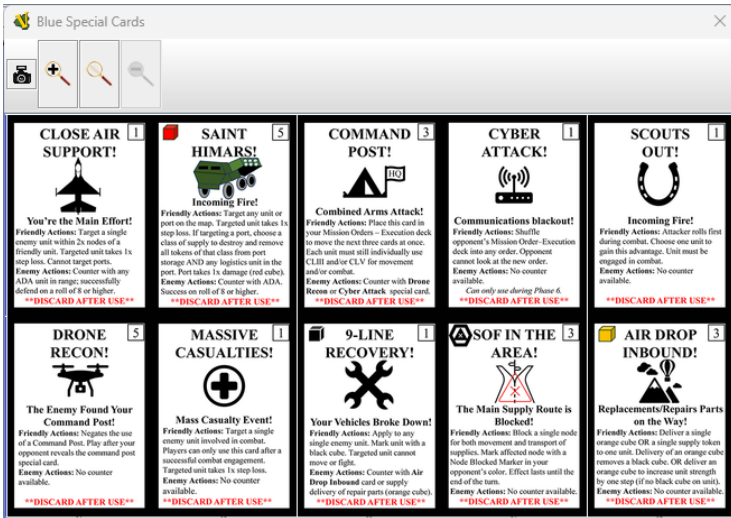 Blue Special Cards
CLOSE AIR
SUPPORT!
1
You're the Main Effort!
Friendly Actions: Target a single
enemy unit within 2x nodes of a
friendly unit. Targeted unit takes 1x
step loss. Cannot target ports.
Enemy Actions: Counter with any
ADA unit in range; successfully
defend on roll of 8 or higher.
**DISCARD AFTER USE**
SAINT
HIMARS!
5
Incoming Fire!
Friendly Actions: Target any unit or
port on the map. Targeted unit takes 1x
step loss. If targeting a port, choose a
class of supply to destroy and remove
all tokens of that class from port
storage AND any logistics unit in the
port. Port takes 1x damage (red cube).
Enemy Actions: Counter with ADA.
Success on roll of 8 or higher.
**DISCARD AFTER USE**
COMMAND
POST!
3
HQ
Combined Arms Attack!
Friendly Actions: Place this card in
your Mission Orders – Execution deck
to move the next three cards at once.
Each unit must still individually use
CLIII and/or CLV for movement
and/or combat.
Enemy Actions: Counter with Drone
Recon or Cyber Attack special card.
**DISCARD AFTER USE**
CYBER
ATTACK!
1
Communications blackout!
Friendly Actions: Shuffle
opponent's Mission Order–Execution
deck into any order. Opponent
cannot look at the new order.
Enemy Actions: No counter
available.
Can only use during Phase 6.
**DISCARD AFTER USE**
SCOUTS
OUT!
1
Incoming Fire!
Friendly Actions: Attacker rolls first
during combat. Choose one unit to
gain this advantage. Unit must be
engaged in combat.
Enemy Actions: No counter
available.
**DISCARD AFTER USE**
DRONE
RECON!
5
The Enemy Found Your
Command Post!
Friendly Actions: Negates the use
of a Command Post. Play after your
opponent reveals the command post
special card.
Enemy Actions: No counter
available.
**DISCARD AFTER USE**
MASSIVE
CASUALTIES!
1
Mass Casualty Event!
Friendly Actions: Target a single
enemy unit involved in combat.
Players can only use this card after a
successful combat engagement.
Targeted unit takes 1x step loss.
Enemy Actions: No counter
available.
**DISCARD AFTER USE**
9-LINE
RECOVERY!
1
Your Vehicles Broke Down!
Friendly Actions: Apply to any
single enemy unit. Mark unit with a
black cube. Targeted unit cannot
move or fight.
Enemy Actions: Counter with Air
Drop Inbound card or supply
delivery of repair parts (orange cube).
**DISCARD AFTER USE**
SOF IN THE
AREA!
3
The Main Supply Route is
Blocked!
Friendly Actions: Block a single node
for both movement and transport of
supplies. Mark affected node with a
Node Blocked Marker in your
opponent's color. Effect lasts until the
end of the turn.
Enemy Actions: No counter available.
**DISCARD AFTER USE**
AIR DROP
INBOUND!
3
Replacements/Repairs Parts
on the Way!
Friendly Actions: Deliver a single
orange cube OR a single supply token
to one unit. Delivery of an orange cube
removes a black cube. OR deliver an
orange cube to increase unit strength
by one step (if no black cube on unit).
Enemy Actions: No counter available.
**DISCARD AFTER USE**